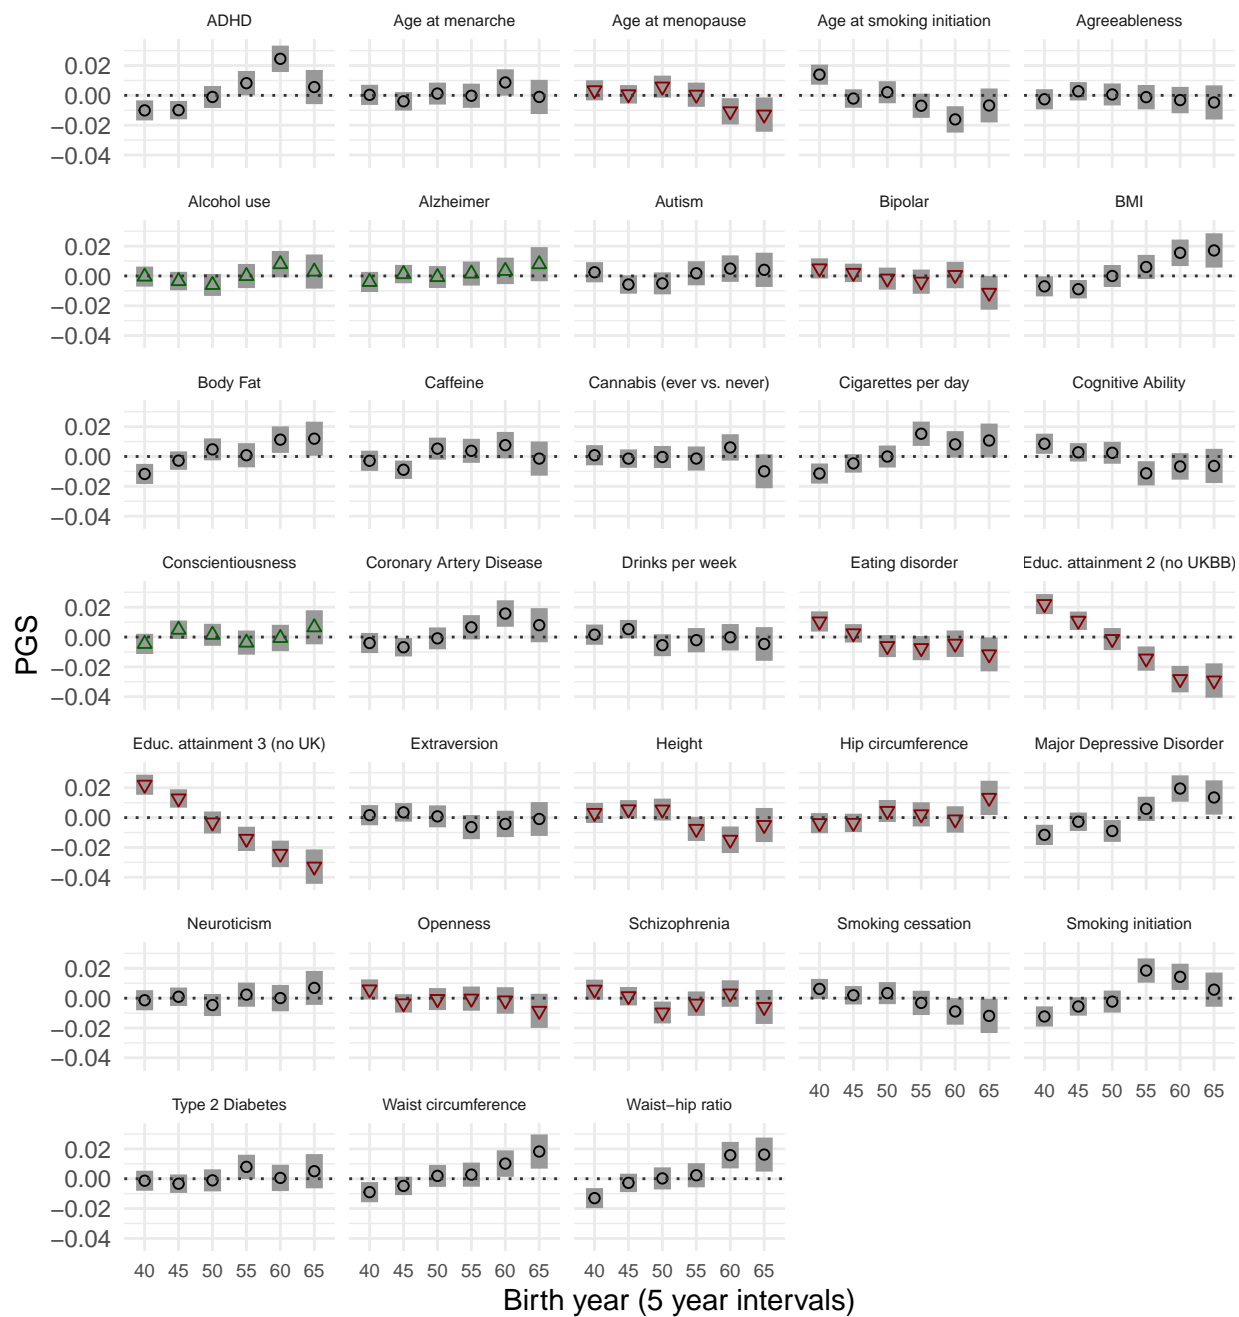 ADHD Age at menarche Age at menopause Age at smoking initiation Agreeableness
0.02
0.00
−0.02
−0.04
Alcohol use Alzheimer Autism Bipolar BMI
0.02
0.00
−0.02
−0.04
Body Fat Caffeine Cannabis (ever vs. never) Cigarettes per day Cognitive Ability
0.02
0.00
−0.02
−0.04
Conscientiousness Coronary Artery Disease Drinks per week Eating disorder Educ. attainment 2 (no UKBB)
0.02
0.00
−0.02
−0.04
PGS
Educ. attainment 3 (no UK) Extraversion Height Hip circumference Major Depressive Disorder
0.02
0.00
−0.02
−0.04
Neuroticism Openness Schizophrenia Smoking cessation Smoking initiation
0.02
0.00
−0.02
−0.04
40 45 50 55 60 65 40 45 50 55 60 65
Type 2 Diabetes Waist circumference Waist−hip ratio
0.02
0.00
−0.02
−0.04
40 45 50 55 60 65 40 45 50 55 60 65 40 45 50 55 60 65
Birth year (5 year intervals)